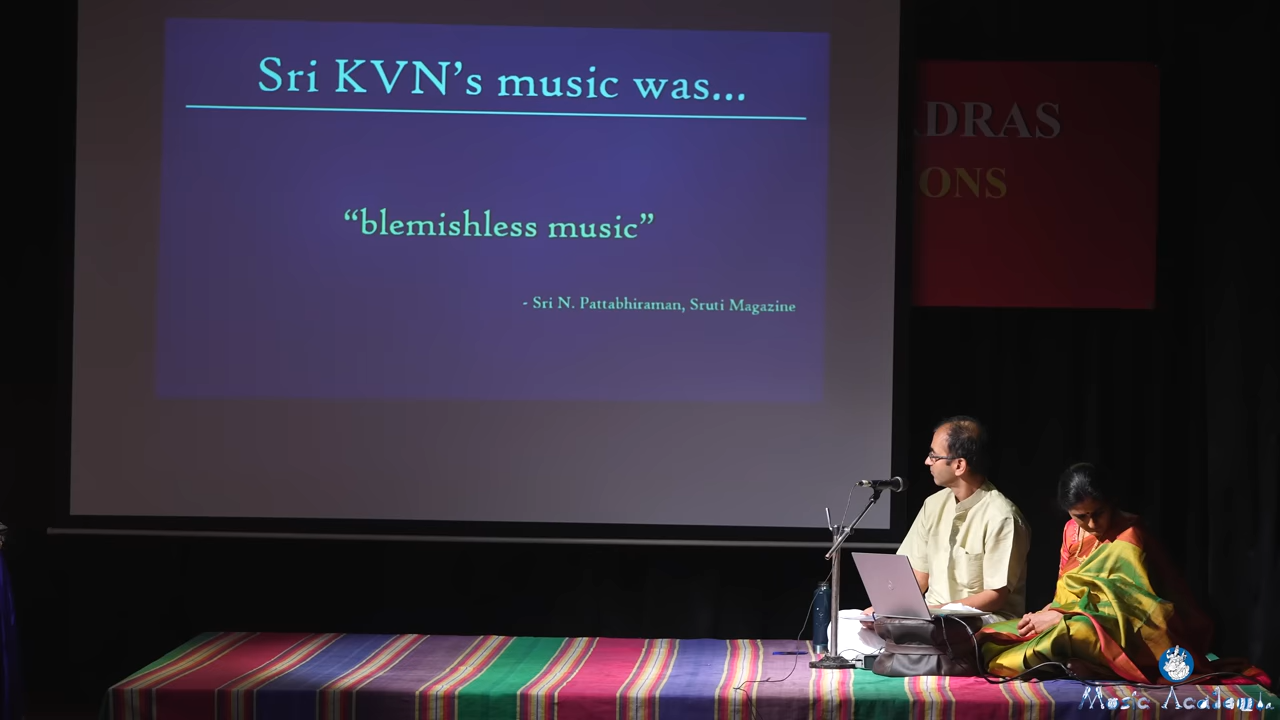 Sri KVN's music was...
"blemishless music"
- Sri N. Pattabhiraman, Sruti Magazine
DRAS
ONS
Music Academy